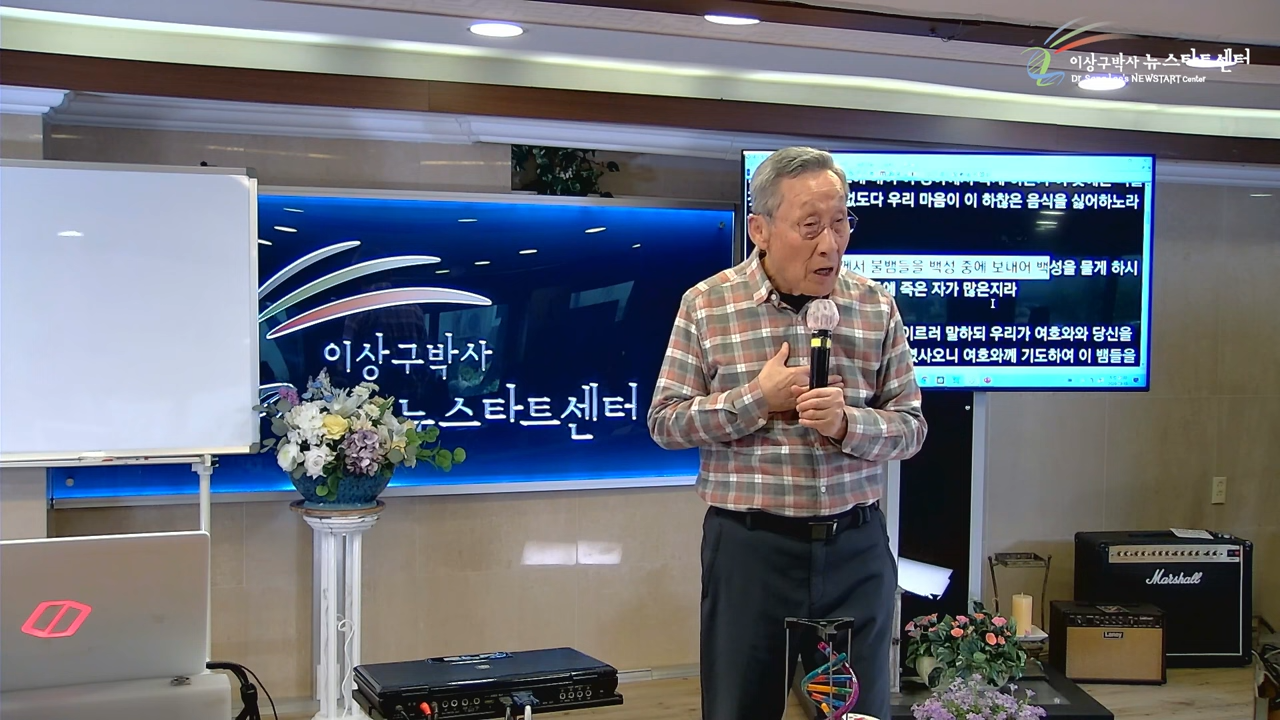 이상구박사 뉴스타트센터
Dr. Sanglee's NEWSTART Center
없도다 우리 마음이 이 하찮은 음식을 싫어하노라
께서 불뱀들을 백성 중에 보내어 백성을 물게 하시
에 죽은 자가 많은지라
이르러 말하되 우리가 여호와와 당신을
였사오니 여호와께 기도하여 이 뱀들을
이상구박사
뉴스타트센터
Marshall
Laney